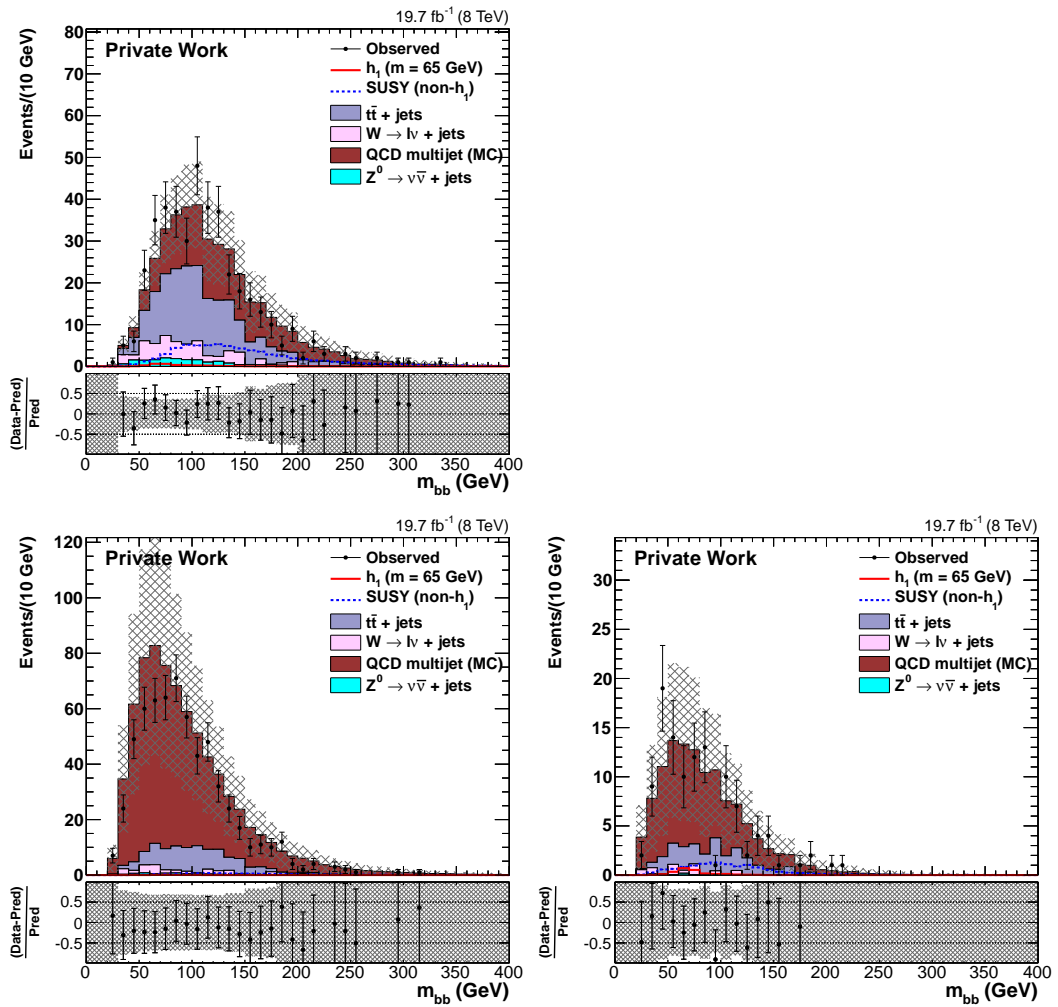 19.7 fb⁻¹ (8 TeV)
Private Work
Observed
h₁ (m = 65 GeV)
SUSY (non-h₁)
tt̄ + jets
W → lν + jets
QCD multijet (MC)
Z⁰ → νν̄ + jets
Events/(10 GeV)
80
70
60
50
40
30
20
10
0
(Data-Pred)
Pred
0.5
0
-0.5
0 50 100 150 200 250 300 350 400
m_bb (GeV)
19.7 fb⁻¹ (8 TeV)
Private Work
Observed
h₁ (m = 65 GeV)
SUSY (non-h₁)
tt̄ + jets
W → lν + jets
QCD multijet (MC)
Z⁰ → νν̄ + jets
Events/(10 GeV)
120
100
80
60
40
20
0
(Data-Pred)
Pred
0.5
0
-0.5
0 50 100 150 200 250 300 350 400
m_bb (GeV)
19.7 fb⁻¹ (8 TeV)
Private Work
Observed
h₁ (m = 65 GeV)
SUSY (non-h₁)
tt̄ + jets
W → lν + jets
QCD multijet (MC)
Z⁰ → νν̄ + jets
Events/(10 GeV)
30
25
20
15
10
5
0
(Data-Pred)
Pred
0.5
0
-0.5
0 50 100 150 200 250 300 350 400
m_bb (GeV)